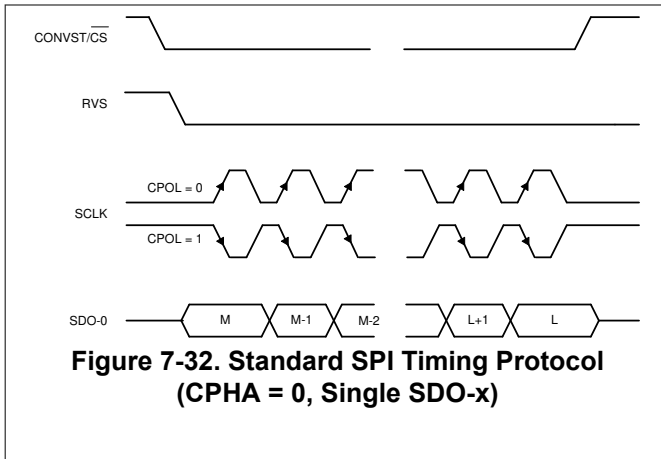 CONVST/CS
RVS
CPOL = 0
SCLK
CPOL = 1
SDO-0 M M-1 M-2 L+1 L
Figure 7-32. Standard SPI Timing Protocol
(CPHA = 0, Single SDO-x)